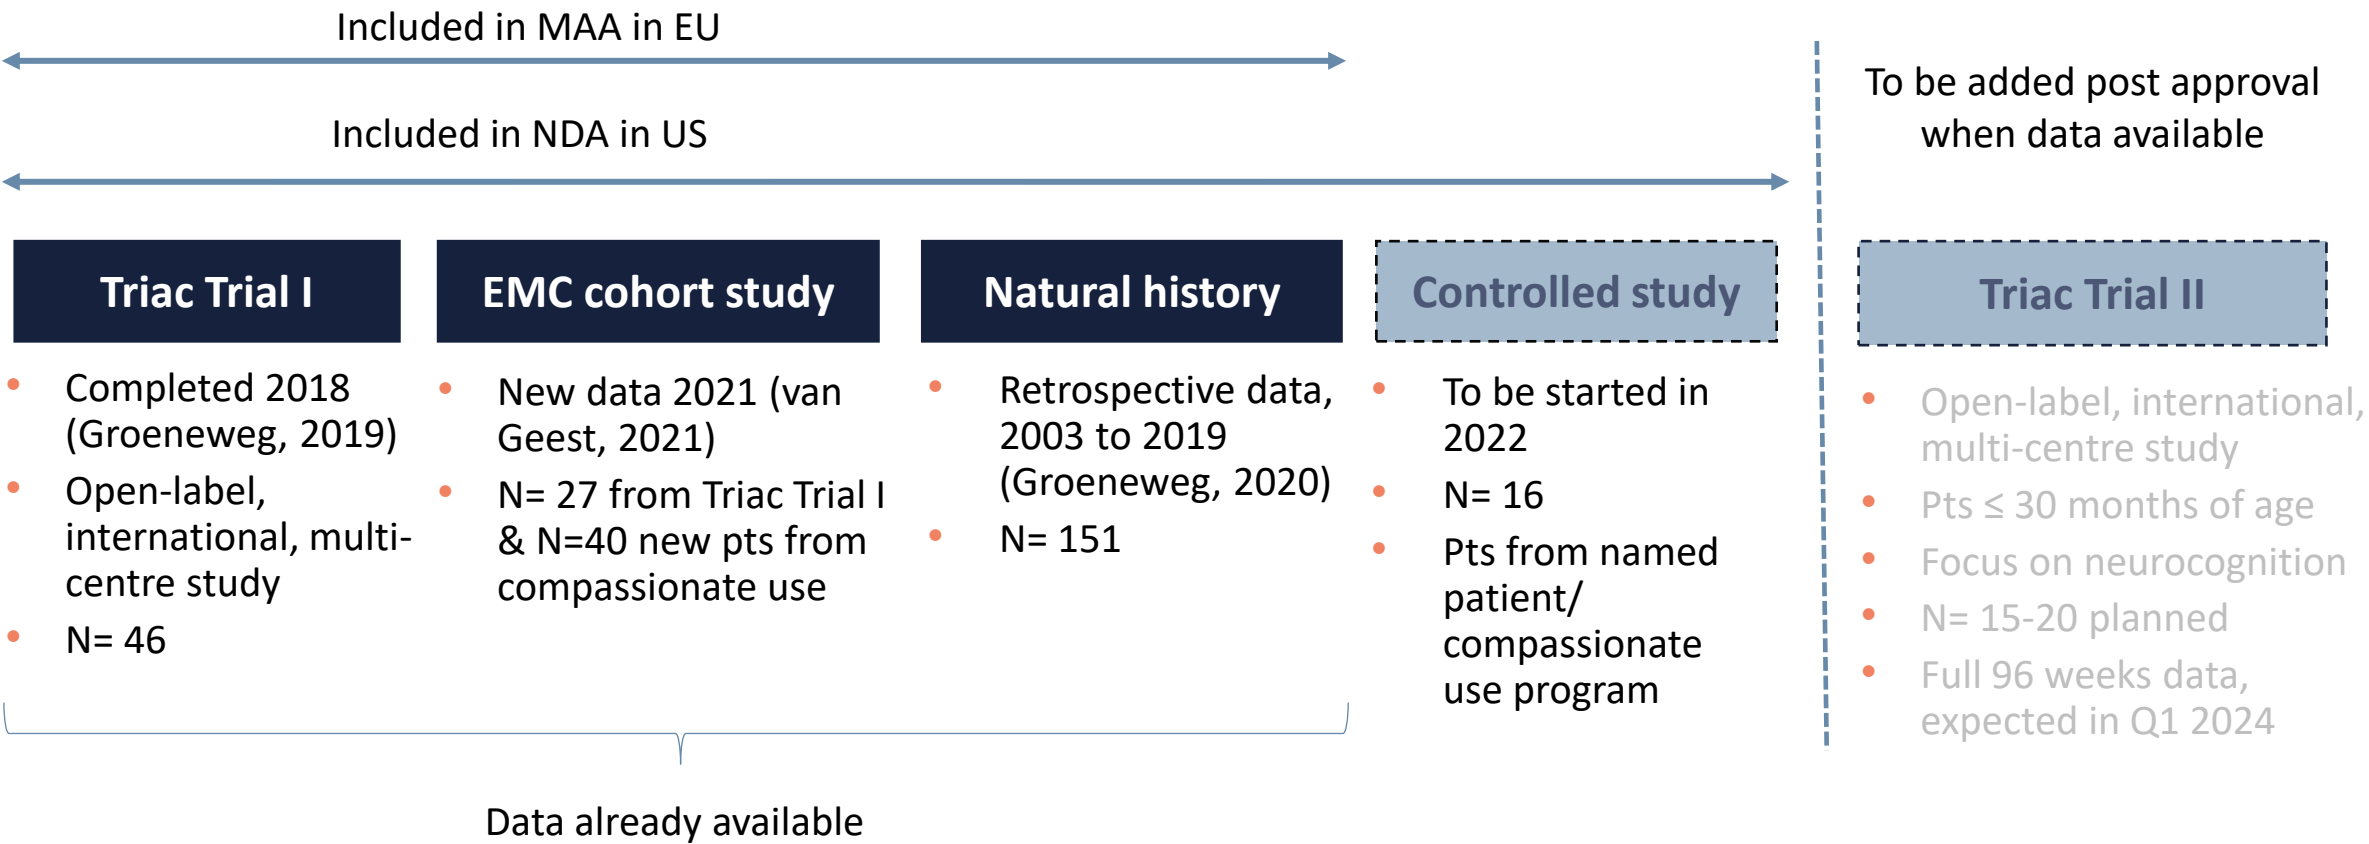 Included in MAA in EU
Included in NDA in US
To be added post approval
when data available
Triac Trial I
• Completed 2018
(Groeneweg, 2019)
• Open-label,
international, multi-
centre study
• N= 46
EMC cohort study
• New data 2021 (van
Geest, 2021)
• N= 27 from Triac Trial I
& N=40 new pts from
compassionate use
Natural history
• Retrospective data,
2003 to 2019
(Groeneweg, 2020)
• N= 151
Controlled study
• To be started in
2022
• N= 16
• Pts from named
patient/
compassionate
use program
Triac Trial II
• Open-label, international,
multi-centre study
• Pts ≤ 30 months of age
• Focus on neurocognition
• N= 15-20 planned
• Full 96 weeks data,
expected in Q1 2024
Data already available